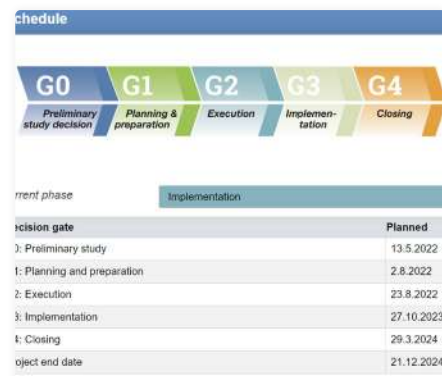 chedule
G0 G1 G2 G3 G4
Preliminary study decision
Planning & preparation
Execution
Implemen-
tation
Closing
rrent phase Implementation
ecision gate Planned
0: Preliminary study 13.5.2022
1: Planning and preparation 2.8.2022
2: Execution 23.8.2022
3: Implementation 27.10.2023
4: Closing 29.3.2024
oject end date 21.12.2024